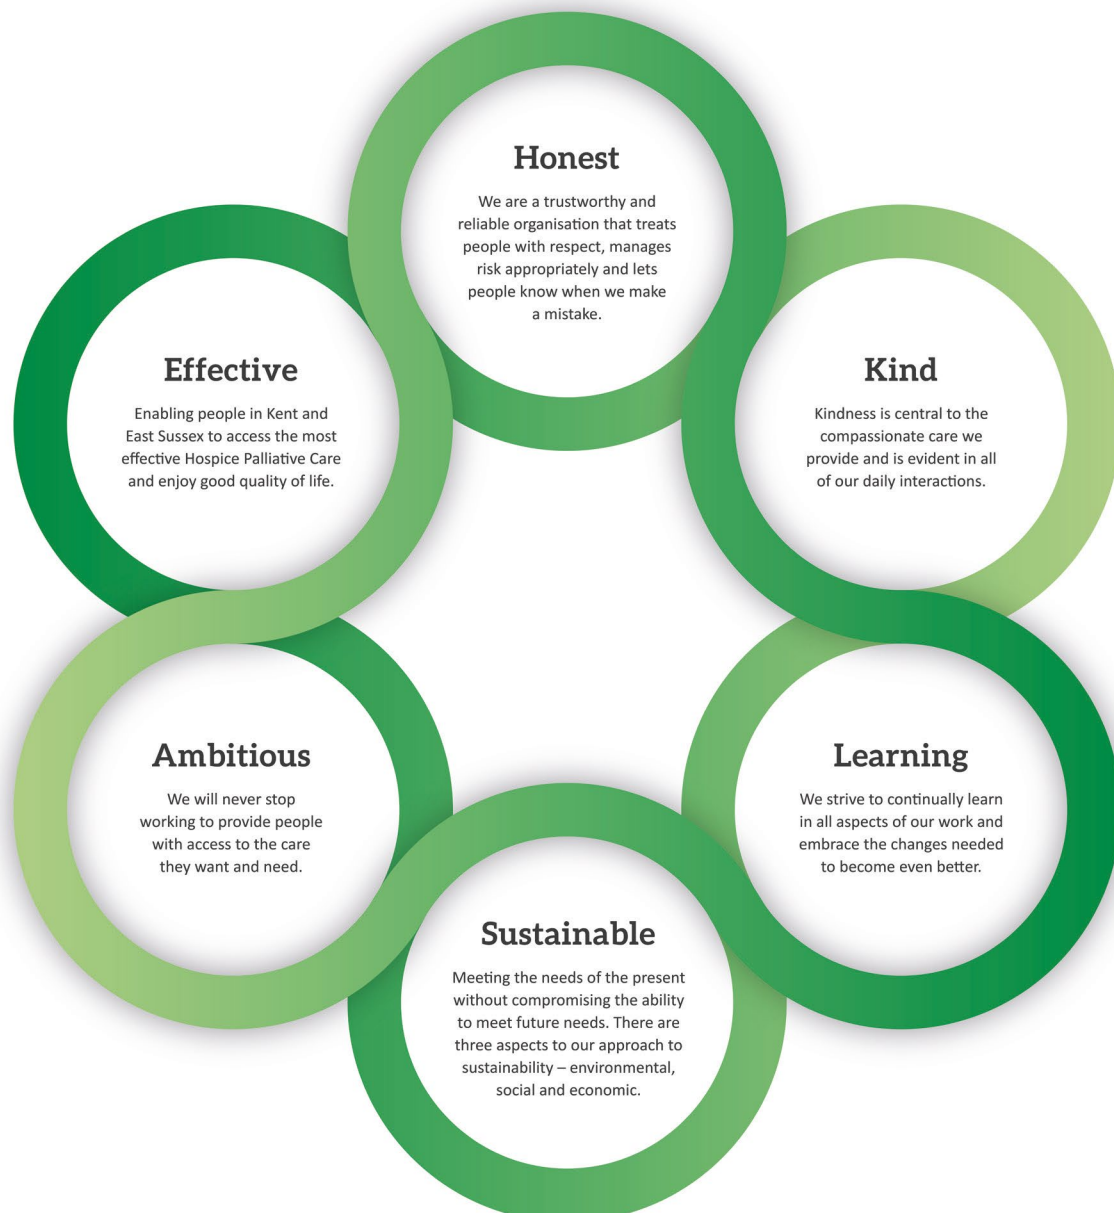 Honest
We are a trustworthy and
reliable organisation that treats
people with respect, manages
risk appropriately and lets
people know when we make
a mistake.
Effective
Enabling people in Kent and
East Sussex to access the most
effective Hospice Palliative Care
and enjoy good quality of life.
Kind
Kindness is central to the
compassionate care we
provide and is evident in all
of our daily interactions.
Ambitious
We will never stop
working to provide people
with access to the care
they want and need.
Learning
We strive to continually learn
in all aspects of our work and
embrace the changes needed
to become even better.
Sustainable
Meeting the needs of the present
without compromising the ability
to meet future needs. There are
three aspects to our approach to
sustainability – environmental,
social and economic.